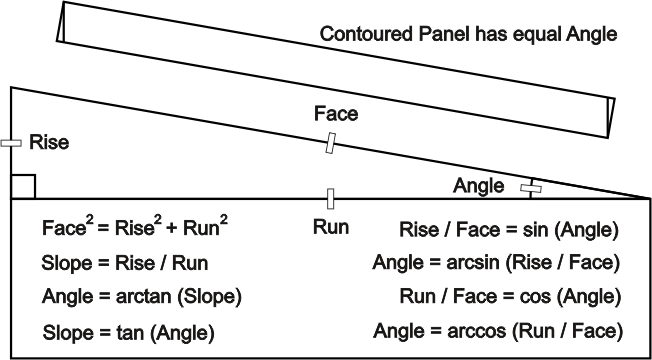 Contoured Panel has equal Angle
Face
Rise
Angle
Run
Face² = Rise² + Run²
Slope = Rise / Run
Angle = arctan (Slope)
Slope = tan (Angle)
Rise / Face = sin (Angle)
Angle = arcsin (Rise / Face)
Run / Face = cos (Angle)
Angle = arccos (Run / Face)